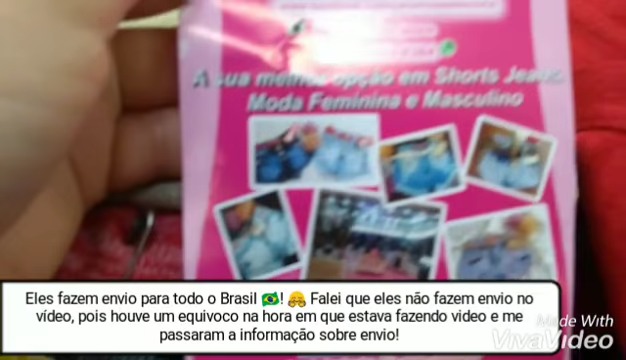 A sua melhor opção em Shorts Jeans
Moda Feminina e Masculino
Eles fazem envio para todo o Brasil 🇧🇷! 😄 Falei que eles não fazem envio no
vídeo, pois houve um equivoco na hora em que estava fazendo video e me
passaram a informação sobre envio!
Made With
VivaVideo